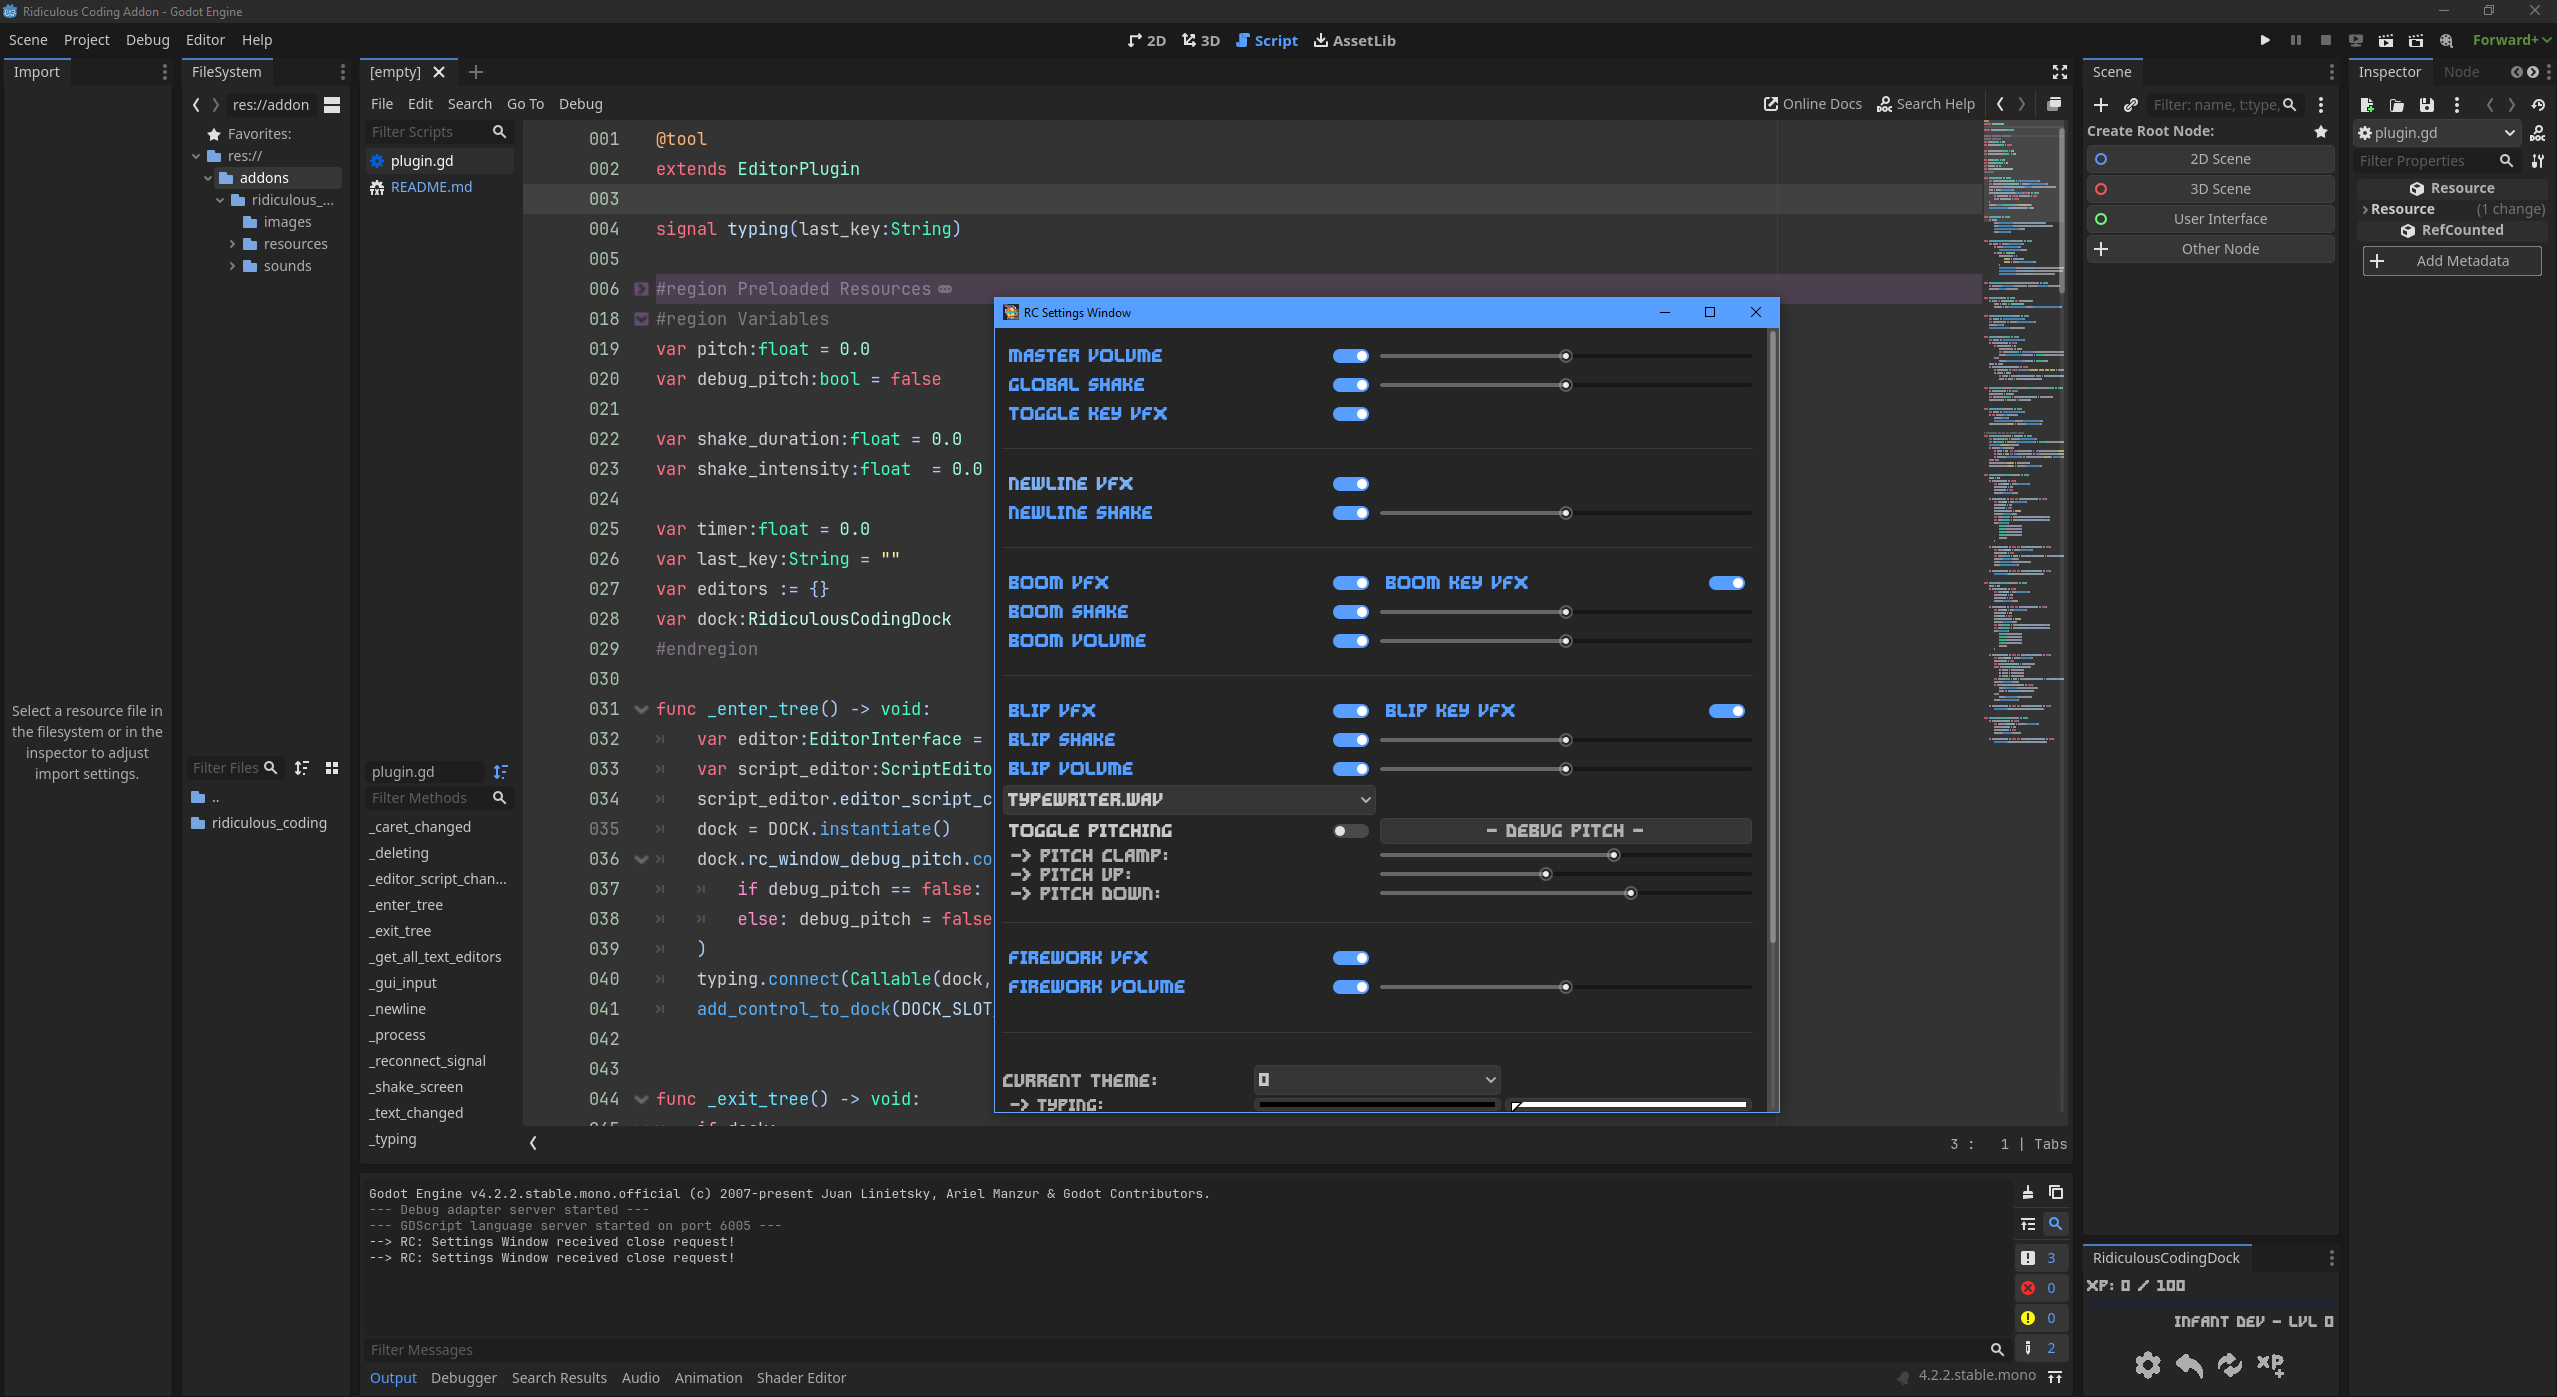 Ridiculous Coding Addon - Godot Engine
Scene Project Debug Editor Help
2D 3D Script AssetLib
Forward+
Import
Select a resource file in
the filesystem or in the
inspector to adjust
import settings.
FileSystem
res://addon
Favorites:
res://
addons
ridiculous_...
images
resources
sounds
Filter Files
..
ridiculous_coding
[empty]
File Edit Search Go To Debug
Online Docs Search Help
Filter Scripts
plugin.gd
README.md
plugin.gd
Filter Methods
_caret_changed
_deleting
_editor_script_chan...
_enter_tree
_exit_tree
_get_all_text_editors
_gui_input
_newline
_process
_reconnect_signal
_shake_screen
_text_changed
_typing
001 @tool
002 extends EditorPlugin
003
004 signal typing(last_key:String)
005
006 #region Preloaded Resources
018 #region Variables
019 var pitch:float = 0.0
020 var debug_pitch:bool = false
021
022 var shake_duration:float = 0.0
023 var shake_intensity:float  = 0.0
024
025 var timer:float = 0.0
026 var last_key:String = ""
027 var editors := {}
028 var dock:RidiculousCodingDock
029 #endregion
030
031 func _enter_tree() -> void:
032 var editor:EditorInterface =
033 var script_editor:ScriptEdito
034 script_editor.editor_script_c
035 dock = DOCK.instantiate()
036 dock.rc_window_debug_pitch.co
037 if debug_pitch == false:
038 else: debug_pitch = false
039 )
040 typing.connect(Callable(dock,
041 add_control_to_dock(DOCK_SLOT
042
043
044 func _exit_tree() -> void:
3 : 1 | Tabs
RC Settings Window
MASTER VOLUME
GLOBAL SHAKE
TOGGLE KEY VFX
NEWLINE VFX
NEWLINE SHAKE
BOOM VFX BOOM KEY VFX
BOOM SHAKE
BOOM VOLUME
BLIP VFX BLIP KEY VFX
BLIP SHAKE
BLIP VOLUME
TYPEWRITER.WAV
TOGGLE PITCHING - DEBUG PITCH -
-> PITCH CLAMP:
-> PITCH UP:
-> PITCH DOWN:
FIREWORK VFX
FIREWORK VOLUME
CURRENT THEME: 0
-> TYPING:
Godot Engine v4.2.2.stable.mono.official (c) 2007-present Juan Linietsky, Ariel Manzur & Godot Contributors.
--- Debug adapter server started ---
--- GDScript language server started on port 6005 ---
--> RC: Settings Window received close request!
--> RC: Settings Window received close request!
3
0
0
2
Filter Messages
Output Debugger Search Results Audio Animation Shader Editor
4.2.2.stable.mono
Scene
Filter: name, t:type,
Create Root Node:
2D Scene
3D Scene
User Interface
Other Node
RidiculousCodingDock
XP: 0 / 100
INFANT DEV - LVL 0
XP
Inspector Node
plugin.gd
Filter Properties
Resource
Resource (1 change)
RefCounted
Add Metadata